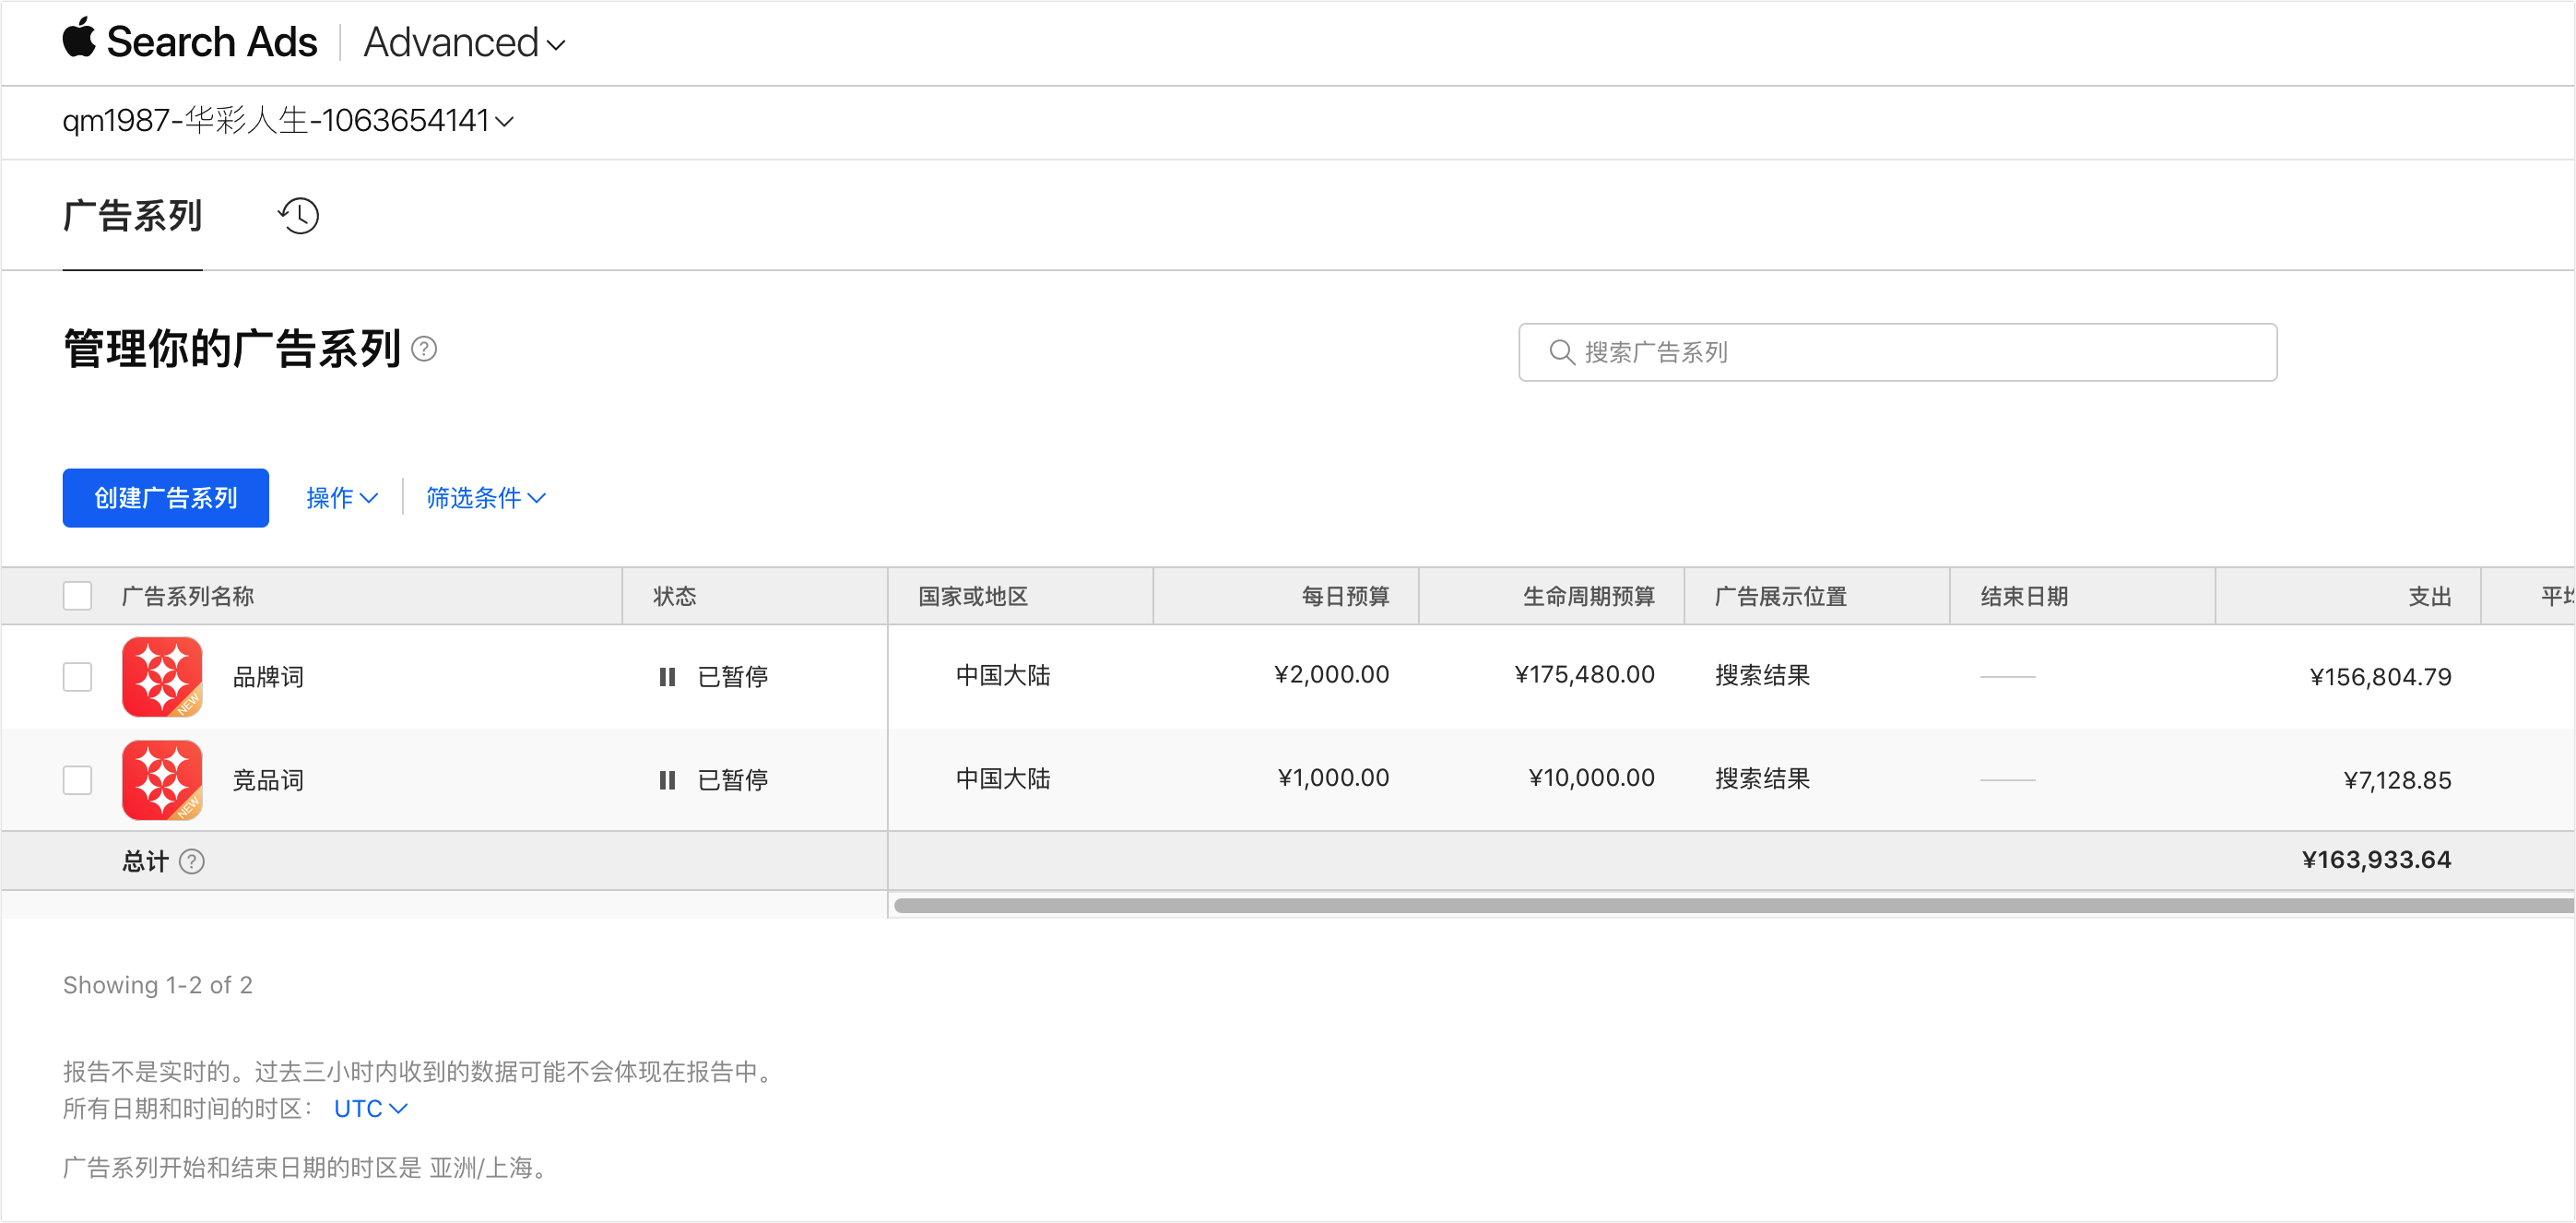 Search Ads Advanced
qm1987-华彩人生-1063654141
广告系列
管理你的广告系列 ?
搜索广告系列
创建广告系列 操作 筛选条件
广告系列名称 状态 国家或地区 每日预算 生命周期预算 广告展示位置 结束日期 支出
NEW 品牌词 已暂停 中国大陆 ¥2,000.00 ¥175,480.00 搜索结果 —— ¥156,804.79
NEW 竞品词 已暂停 中国大陆 ¥1,000.00 ¥10,000.00 搜索结果 —— ¥7,128.85
总计 ? ¥163,933.64
Showing 1-2 of 2
报告不是实时的。过去三小时内收到的数据可能不会体现在报告中。
所有日期和时间的时区： UTC
广告系列开始和结束日期的时区是 亚洲/上海。